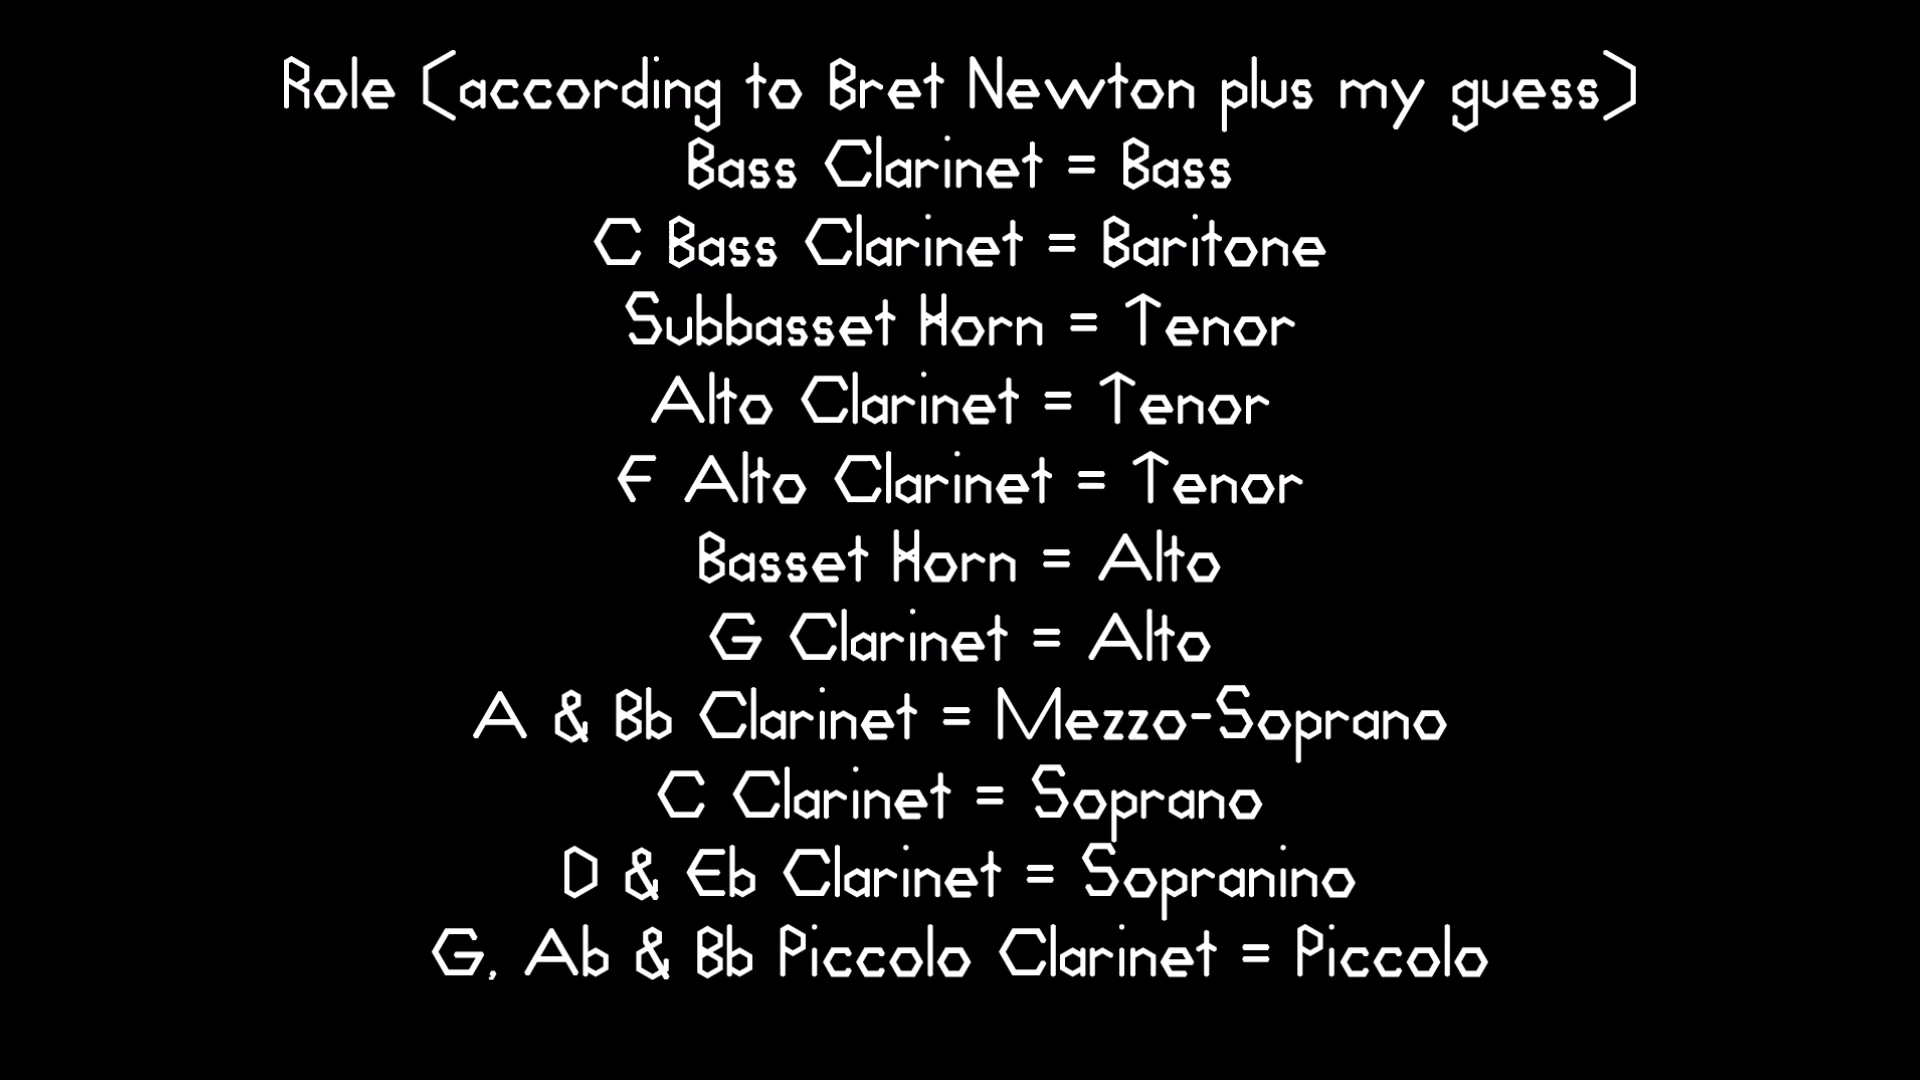 Role (according to Bret Newton plus my guess)
Bass Clarinet = Bass
C Bass Clarinet = Baritone
Subbasset Horn = Tenor
Alto Clarinet = Tenor
F Alto Clarinet = Tenor
Basset Horn = Alto
G Clarinet = Alto
A & Bb Clarinet = Mezzo-Soprano
C Clarinet = Soprano
D & Eb Clarinet = Sopranino
G, Ab & Bb Piccolo Clarinet = Piccolo